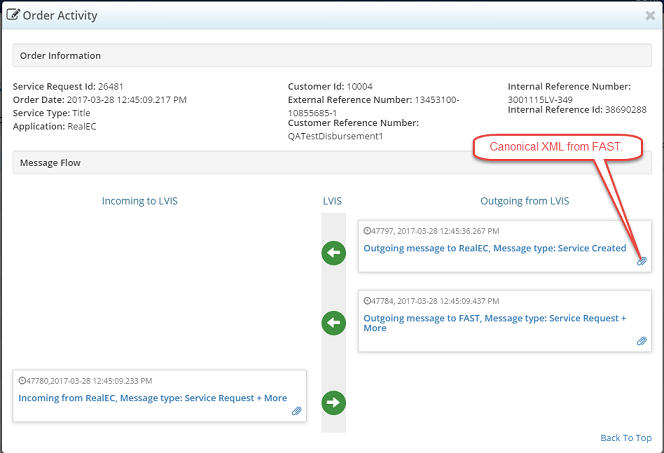 Order Activity
Order Information
Service Request Id: 26481
Order Date: 2017-03-28 12:45:09.217 PM
Service Type: Title
Application: RealEC
Customer Id: 10004
External Reference Number: 13453100-
10855685-1
Customer Reference Number:
QATestDisbursement1
Internal Reference Number:
3001115LV-349
Internal Reference Id: 38690288
Canonical XML from FAST.
Message Flow
Incoming to LVIS
LVIS
Outgoing from LVIS
47797, 2017-03-28 12:45:36.267 PM
Outgoing message to RealEC, Message type: Service Created
47784, 2017-03-28 12:45:09.437 PM
Outgoing message to FAST, Message type: Service Request +
More
47780,2017-03-28 12:45:09.233 PM
Incoming from RealEC, Message type: Service Request + More
Back To Top